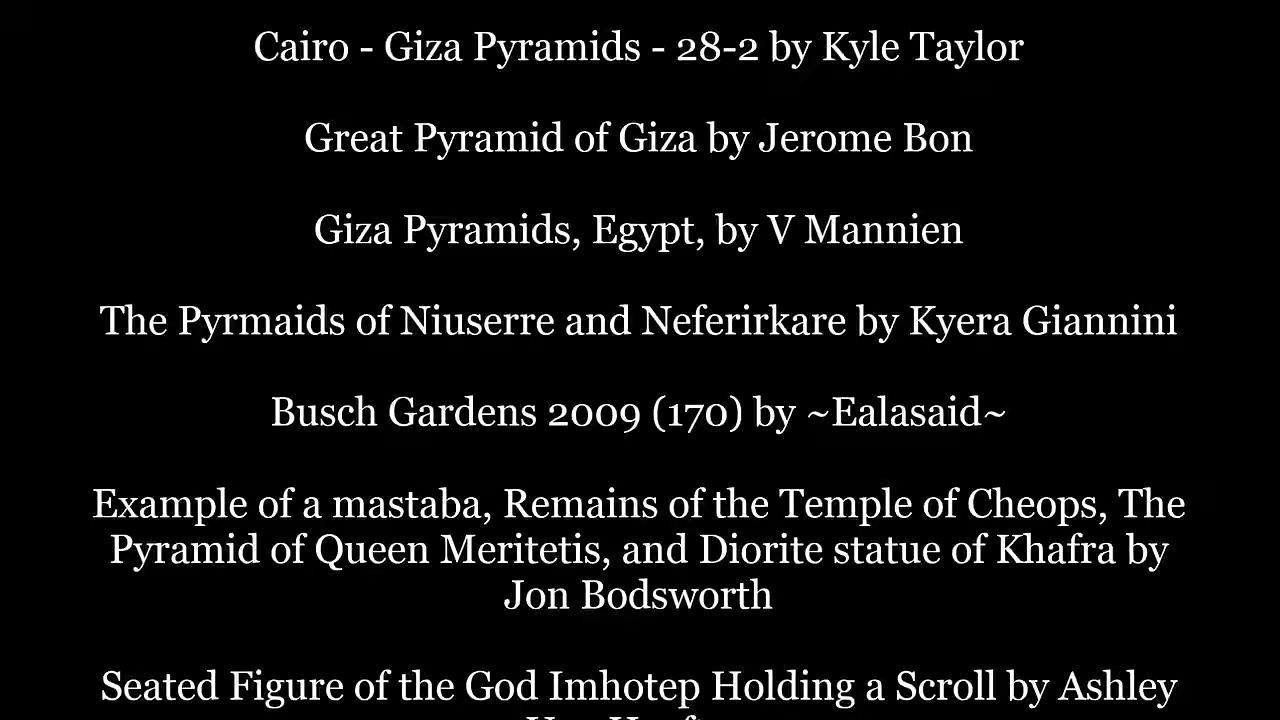 Cairo - Giza Pyramids - 28-2 by Kyle Taylor
Great Pyramid of Giza by Jerome Bon
Giza Pyramids, Egypt, by V Mannien
The Pyrmaids of Niuserre and Neferirkare by Kyera Giannini
Busch Gardens 2009 (170) by ~Ealasaid~
Example of a mastaba, Remains of the Temple of Cheops, The
Pyramid of Queen Meritetis, and Diorite statue of Khafra by
Jon Bodsworth
Seated Figure of the God Imhotep Holding a Scroll by Ashley